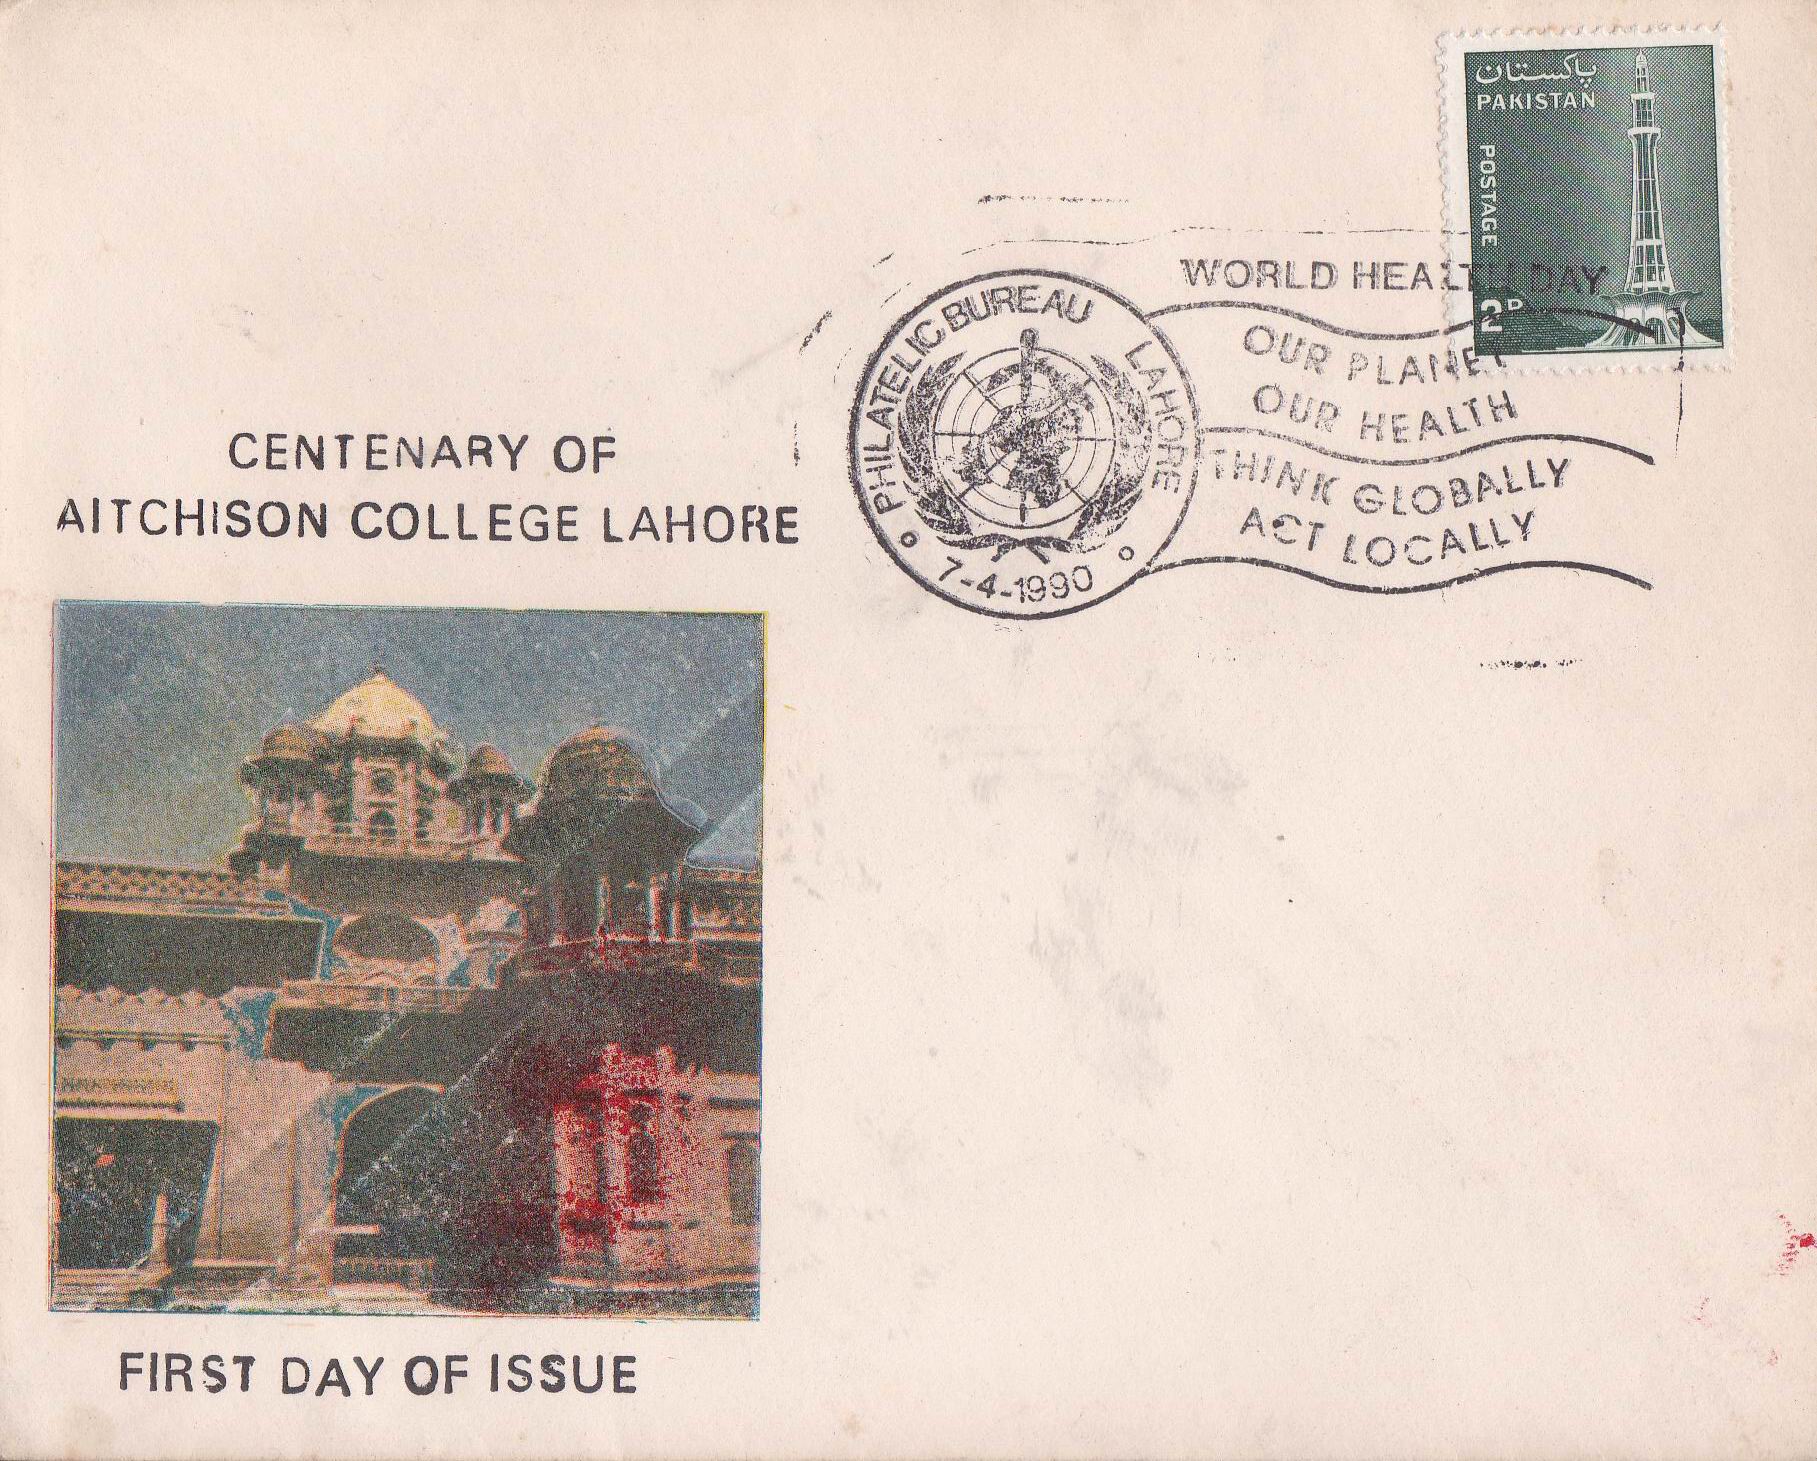 پاکستان
PAKISTAN
POSTAGE
2P
WORLD HEALTH DAY
PHILATELIC BUREAU LAHORE
7-4-1990
OUR PLANET
OUR HEALTH
THINK GLOBALLY
ACT LOCALLY
CENTENARY OF
AITCHISON COLLEGE LAHORE
FIRST DAY OF ISSUE